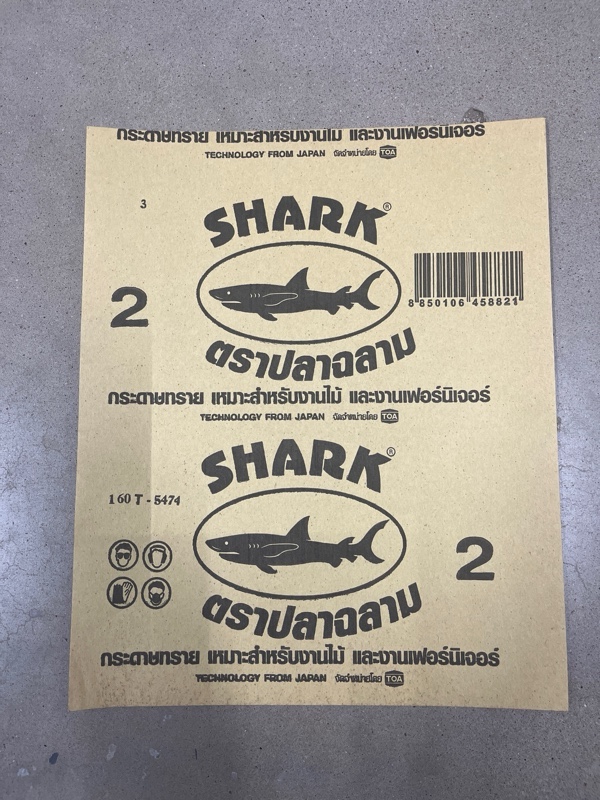 กระดาษทราย เหมาะสำหรับงานไม้ และงานเฟอร์นิเจอร์
TECHNOLOGY FROM JAPAN จัดจำหน่ายโดย TOA
3
SHARK®
2
8 850106 458821
ตราปลาฉลาม
กระดาษทราย เหมาะสำหรับงานไม้ และงานเฟอร์นิเจอร์
TECHNOLOGY FROM JAPAN จัดจำหน่ายโดย TOA
SHARK®
160 T - 5474
2
ตราปลาฉลาม
กระดาษทราย เหมาะสำหรับงานไม้ และงานเฟอร์นิเจอร์
TECHNOLOGY FROM JAPAN จัดจำหน่ายโดย TOA